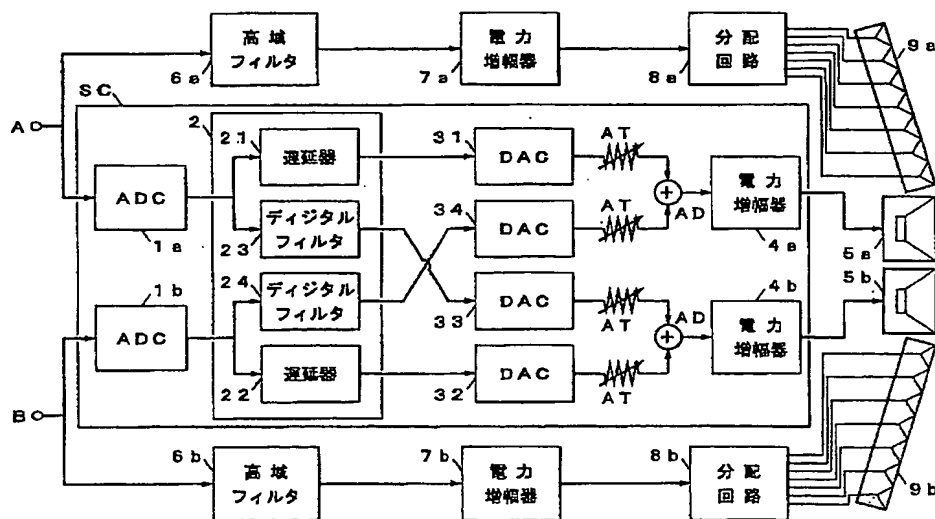 高域
フィルタ
6a
電力
増幅器
7a
分配
回路
8a
9a
SC
A
2
21
遅延器
31
DAC
AT
ADC
1a
23
ディジタル
フィルタ
34
DAC
AT
AD
電力
増幅器
4a
5a
1b
24
ディジタル
フィルタ
33
DAC
AT
4b
5b
ADC
22
遅延器
32
DAC
AT
AD
電力
増幅器
B
6b
高域
フィルタ
7b
電力
増幅器
8b
分配
回路
9b